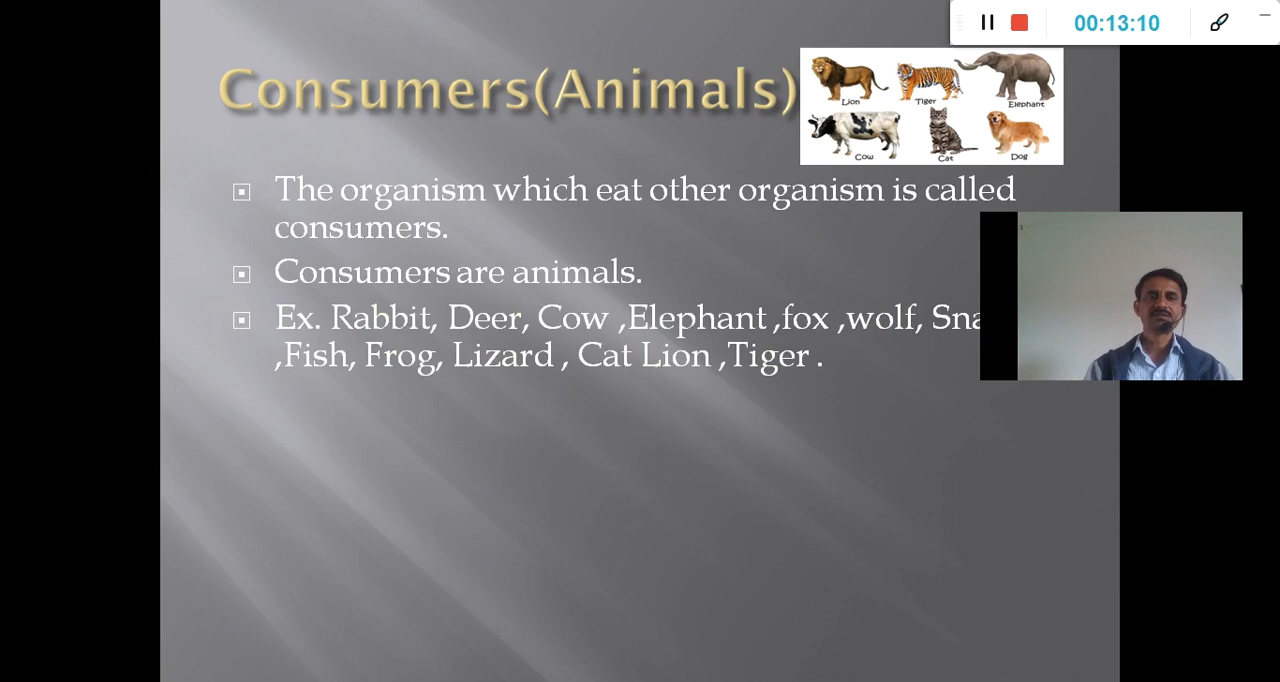 00:13:10
Consumers(Animals)
Lion Tiger Elephant
Cow Cat Dog
The organism which eat other organism is called
consumers.
Consumers are animals.
Ex. Rabbit, Deer, Cow ,Elephant ,fox ,wolf,
,Fish, Frog, Lizard , Cat Lion ,Tiger .